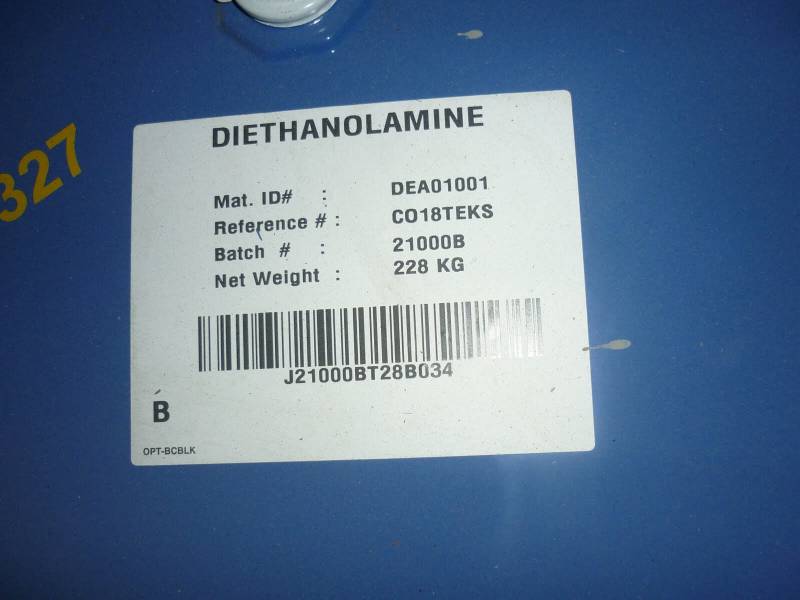 DIETHANOLAMINE
327
Mat. ID# : DEA01001
Reference # : CO18TEKS
Batch # : 21000B
Net Weight : 228 KG
J21000BT28B034
B
OPT-BCBLK